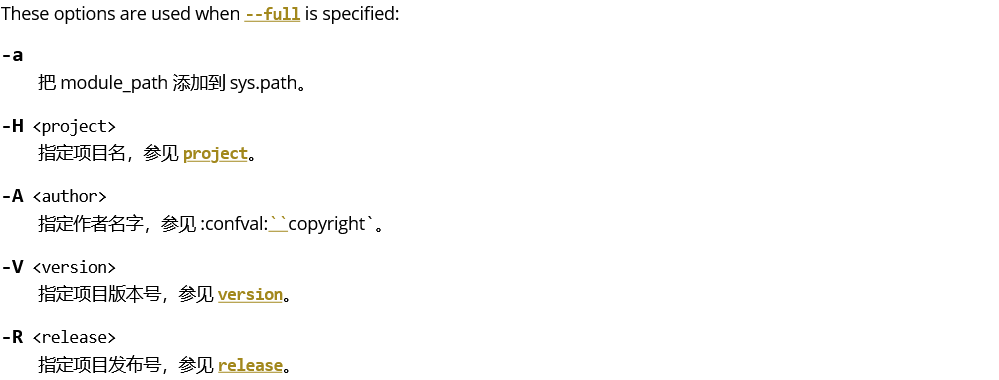 These options are used when --full is specified:
-a
把 module_path 添加到 sys.path。
-H <project>
指定项目名，参见 project。
-A <author>
指定作者名字，参见 :confval:``copyright`。
-V <version>
指定项目版本号，参见 version。
-R <release>
指定项目发布号，参见 release。